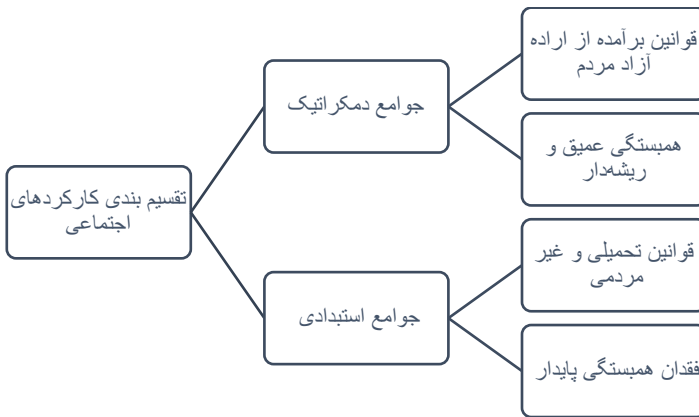 تقسیم بندی کارکردهای
اجتماعی
جوامع دمکراتیک
قوانین برآمده از اراده
آزاد مردم
همبستگی عمیق و
ریشه‌دار
جوامع استبدادی
قوانین تحمیلی و غیر
مردمی
فقدان همبستگی پایدار